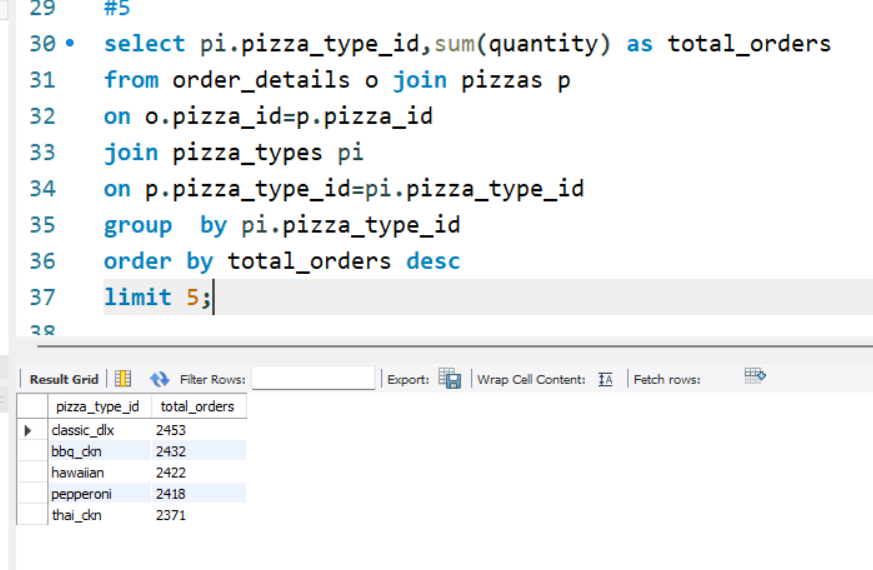 29 #5
30 select pi.pizza_type_id,sum(quantity) as total_orders
31 from order_details o join pizzas p
32 on o.pizza_id=p.pizza_id
33 join pizza_types pi
34 on p.pizza_type_id=pi.pizza_type_id
35 group  by pi.pizza_type_id
36 order by total_orders desc
37 limit 5;
38
Result Grid Filter Rows: Export: Wrap Cell Content: Fetch rows:
pizza_type_id total_orders
classic_dlx 2453
bbq_ckn 2432
hawaiian 2422
pepperoni 2418
thai_ckn 2371